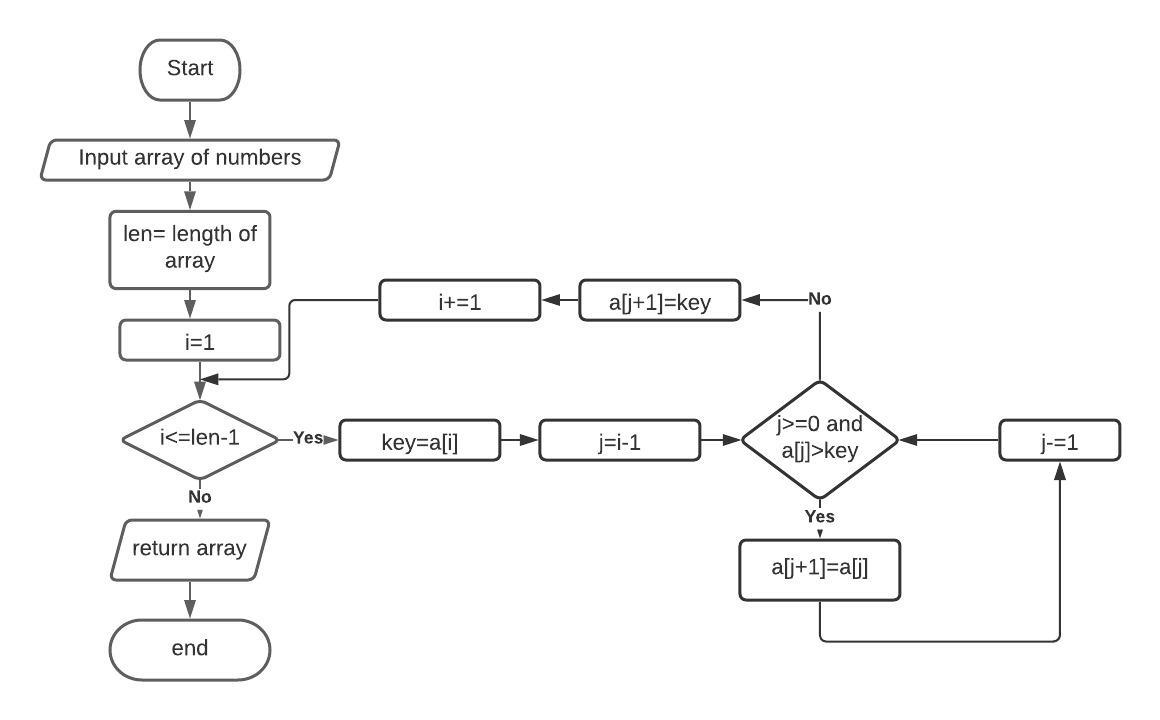 Start
Input array of numbers
len= length of
array
i=1
i<=len-1
Yes
key=a[i]
j=i-1
j>=0 and
a[j]>key
Yes
a[j+1]=a[j]
j-=1
No
a[j+1]=key
i+=1
No
return array
end